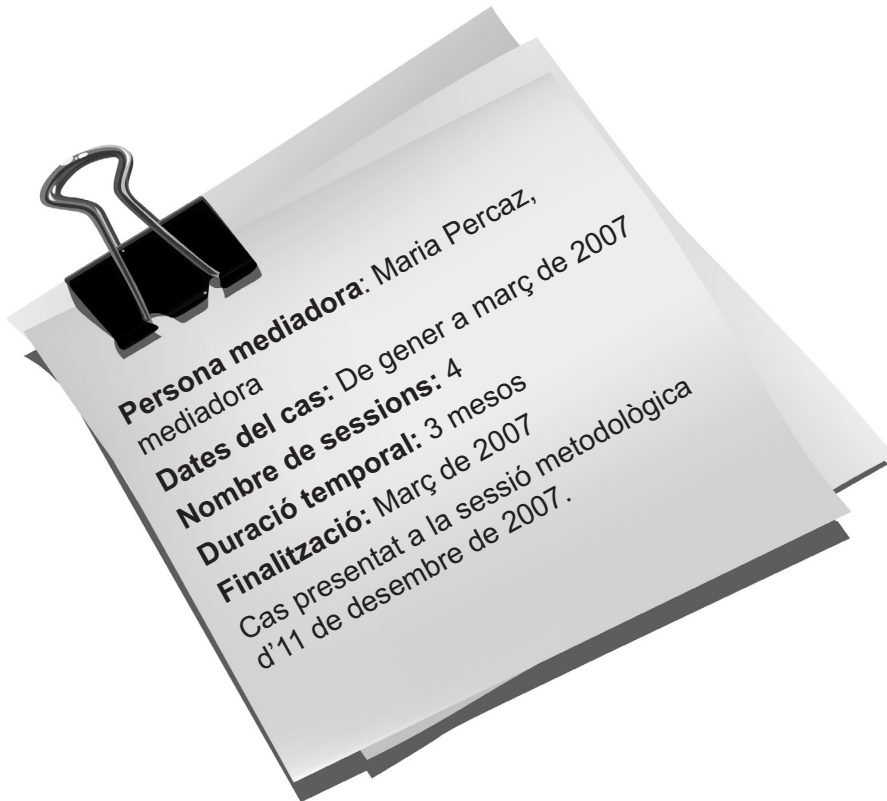 Persona mediadora: Maria Percaz,
mediadora
Dates del cas: De gener a març de 2007
Nombre de sessions: 4
Duració temporal: 3 mesos
Finalització: Març de 2007
Cas presentat a la sessió metodològica
d’11 de desembre de 2007.